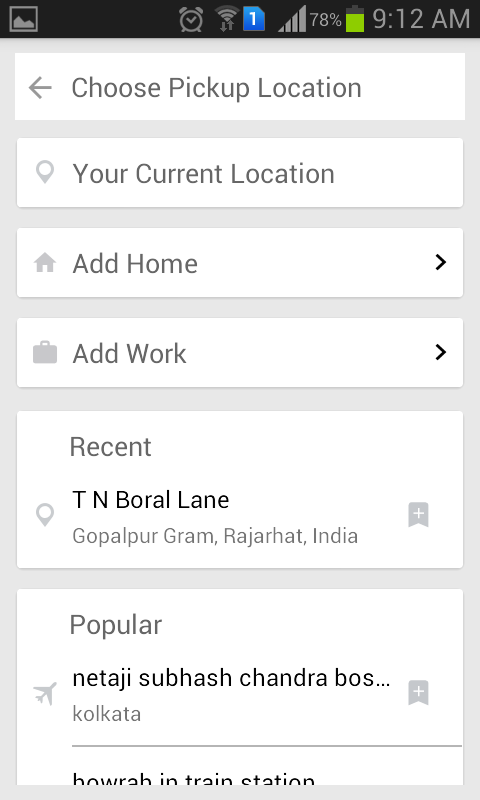 1 78% 9:12 AM
Choose Pickup Location
Your Current Location
Add Home
Add Work
Recent
T N Boral Lane
Gopalpur Gram, Rajarhat, India
Popular
netaji subhash chandra bos...
kolkata
howrah jn train station